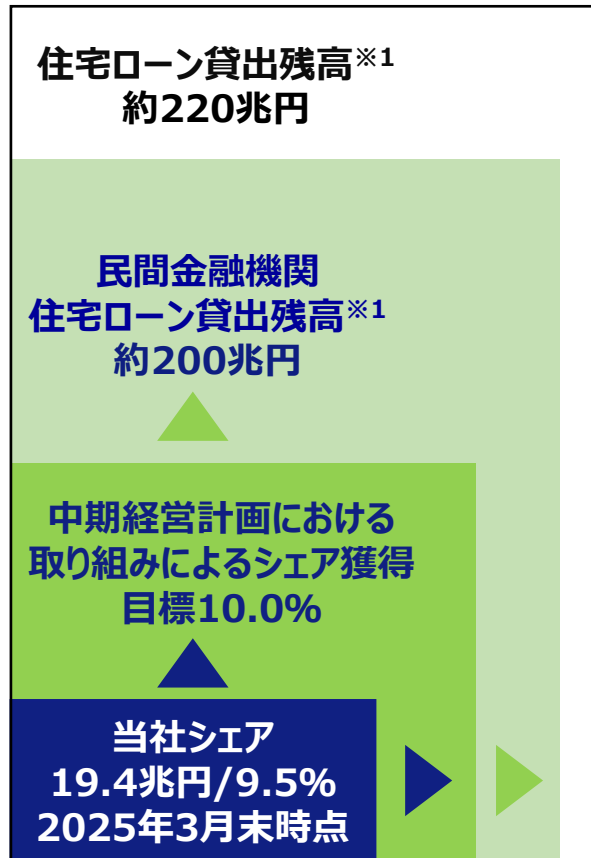 住宅ローン貸出残高※1
約220兆円
民間金融機関
住宅ローン貸出残高※1
約200兆円
中期経営計画における
取り組みによるシェア獲得
目標10.0%
当社シェア
19.4兆円/9.5%
2025年3月末時点